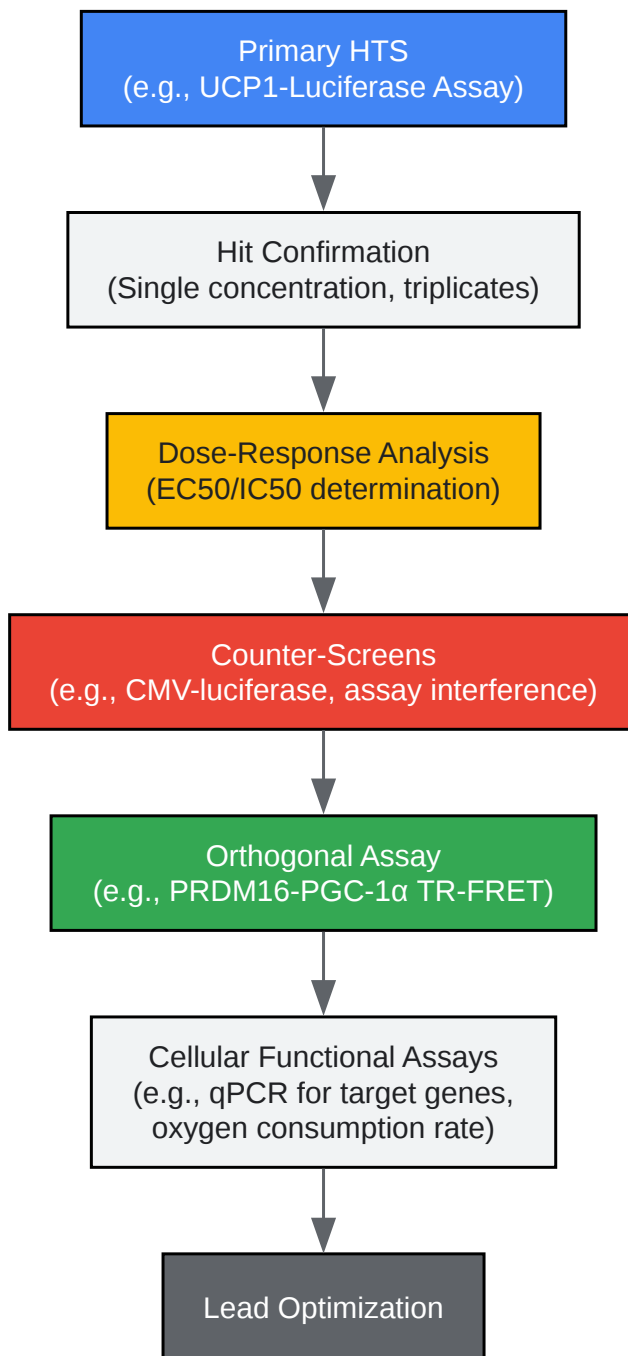 Primary HTS
(e.g., UCP1-Luciferase Assay)
Hit Confirmation
(Single concentration, triplicates)
Dose-Response Analysis
(EC50/IC50 determination)
Counter-Screens
(e.g., CMV-luciferase, assay interference)
Orthogonal Assay
(e.g., PRDM16-PGC-1α TR-FRET)
Cellular Functional Assays
(e.g., qPCR for target genes,
oxygen consumption rate)
Lead Optimization